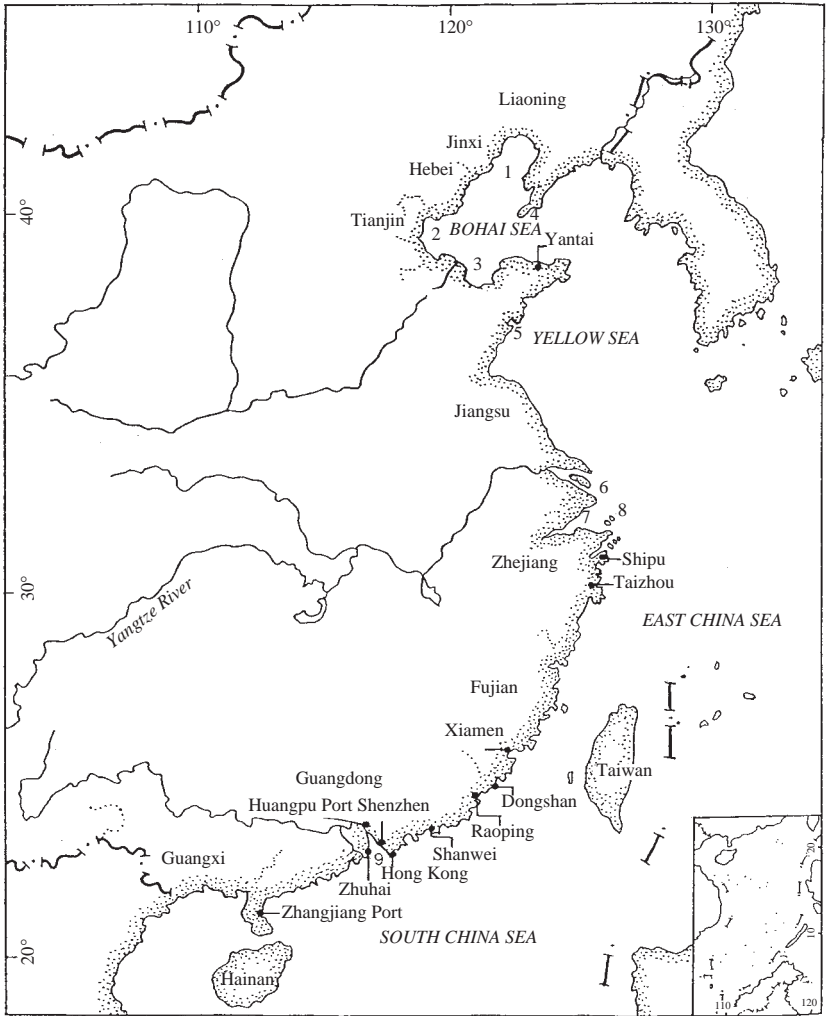 110°
120°
130°
Liaoning
Jinxi
1
Hebei
40°
Tianjin
4
2
BOHAI SEA
Yantai
3
5
YELLOW SEA
Jiangsu
6
8
7
Zhejiang
Shipu
Taizhou
30°
Yangtze River
EAST CHINA SEA
Fujian
Xiamen
Taiwan
Guangdong
Huangpu Port Shenzhen
Dongshan
Raoping
Shanwei
Guangxi
9
Hong Kong
Zhuhai
Zhangjiang Port
SOUTH CHINA SEA
20°
Hainan
20
10
110
120